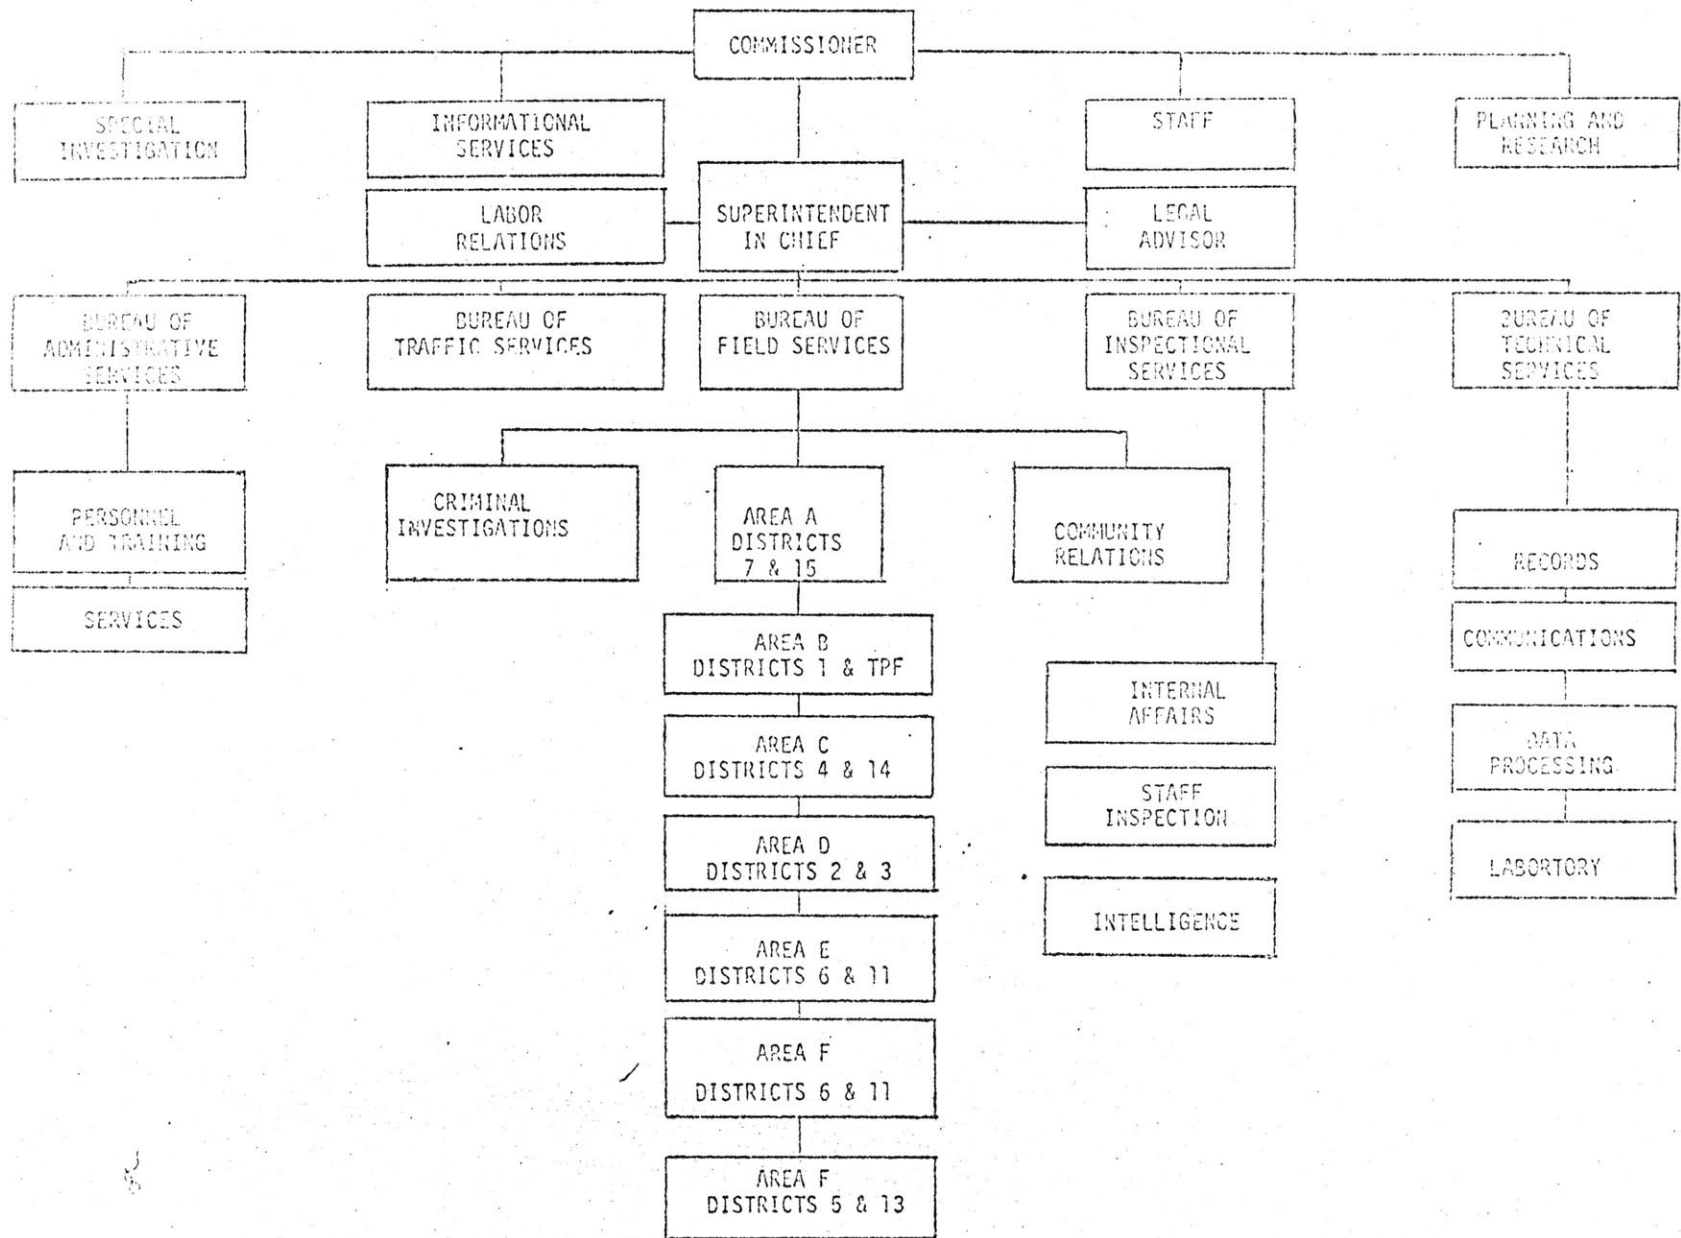 COMMISSIONER
SPECIAL
INVESTIGATION
INFORMATIONAL
SERVICES
STAFF
PLANNING AND
RESEARCH
LABOR
RELATIONS
SUPERINTENDENT
IN CHIEF
LEGAL
ADVISOR
BUREAU OF
ADMINISTRATIVE
SERVICES
BUREAU OF
TRAFFIC SERVICES
BUREAU OF
FIELD SERVICES
BUREAU OF
INSPECTIONAL
SERVICES
BUREAU OF
TECHNICAL
SERVICES
PERSONNEL
AND TRAINING
CRIMINAL
INVESTIGATIONS
AREA A
DISTRICTS
7 & 15
COMMUNITY
RELATIONS
RECORDS
SERVICES
AREA B
DISTRICTS 1 & TPF
COMMUNICATIONS
INTERNAL
AFFAIRS
AREA C
DISTRICTS 4 & 14
DATA
PROCESSING
STAFF
INSPECTION
AREA D
DISTRICTS 2 & 3
LABORTORY
INTELLIGENCE
AREA E
DISTRICTS 6 & 11
AREA F
DISTRICTS 6 & 11
AREA F
DISTRICTS 5 & 13